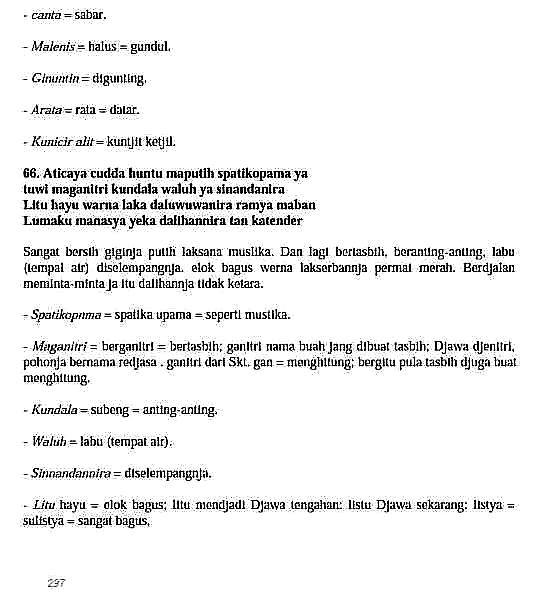 - canta = sabar.
- Malenis = halus = gundul.
- Ginuntin = digunting.
- Arata = rata = datar.
- Kunicir alit = kuntjit ketjil.
66. Aticaya cudda huntu maputih spatikopama ya
tuwi maganitri kundala waluh ya sinandanira
Litu hayu warna laka daluwuwanira ramya maban
Lumaku manasya yeka dalihannira tan katender
Sangat bersih giginja putih laksana mustika. Dan lagi bertasbih, beranting-anting, labu
(tempat air) diselempangnja. elok bagus werna lakserbannja permai merah. Berdjalan
meminta-minta ja itu dalihannja tidak ketara.
- Spatikopama = spatika upama = seperti mustika.
- Maganitri = berganitri = bertasbih; ganitri nama buah jang dibuat tasbih; Djawa djenitri,
pohonja bernama redjasa . ganitri dari Skt. gan = menghitung; bergitu pula tasbih djuga buat
menghitung.
- Kundala = subeng = anting-anting.
- Waluh = labu (tempat air).
- Sinnandannira = diselempangnja.
- Litu hayu = elok bagus; litu mendjadi Djawa tengahan: listu Djawa sekarang: listya =
sulistya = sangat bagus,
297